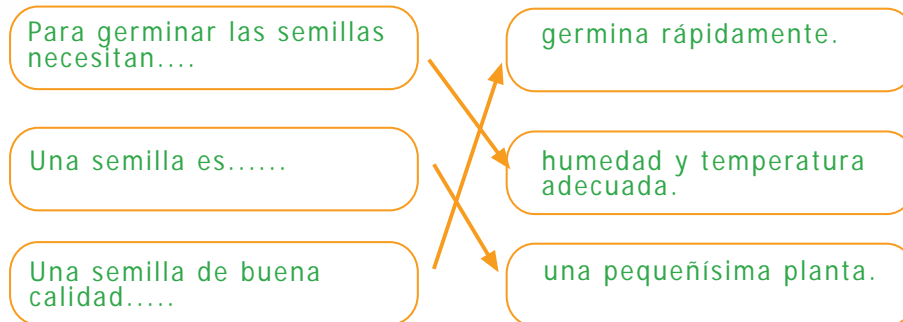 Para germinar las semillas
necesitan....
germina rápidamente.
Una semilla es......
humedad y temperatura
adecuada.
Una semilla de buena
calidad.....
una pequeñísima planta.